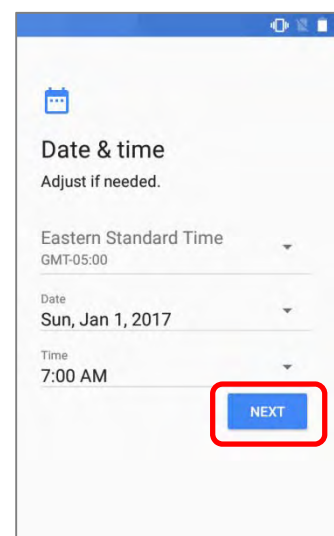 Date & time
Adjust if needed.
Eastern Standard Time
GMT-05:00
Date
Sun, Jan 1, 2017
Time
7:00 AM
NEXT